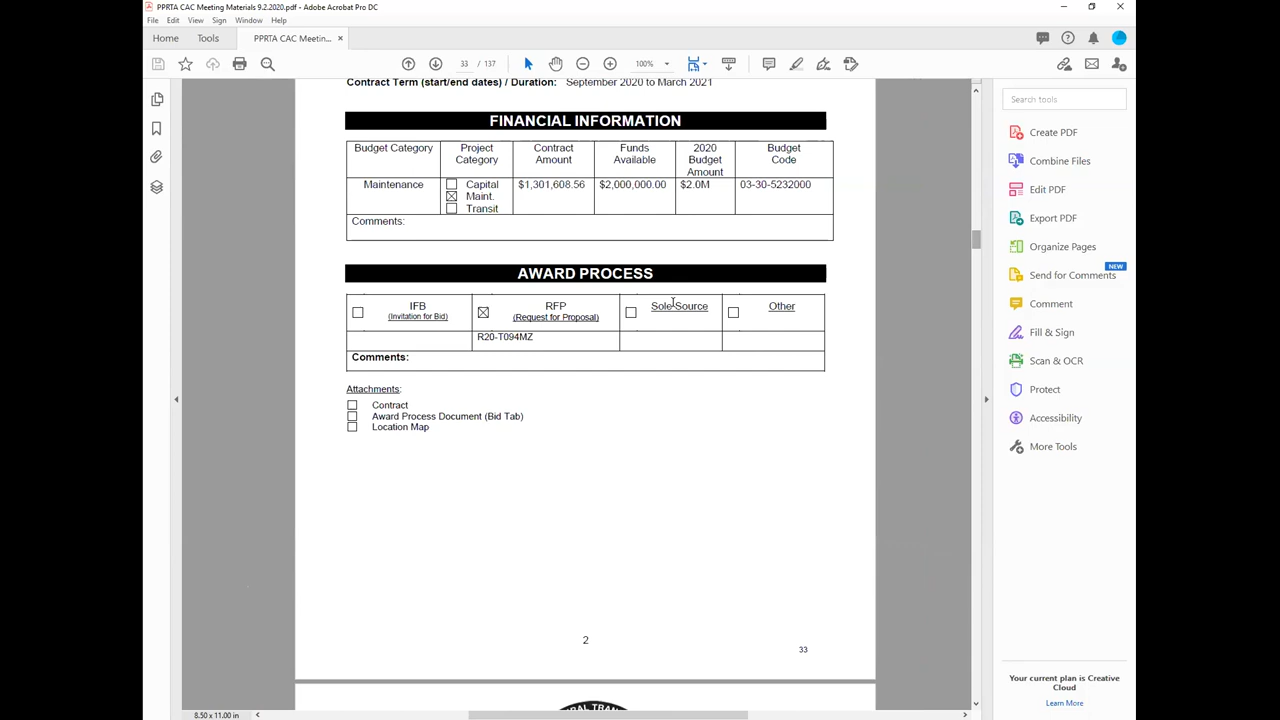 PPRTA CAC Meeting Materials 9.2.2020.pdf - Adobe Acrobat Pro DC
File Edit View Sign Window Help
Home Tools PPRTA CAC Meetin... ×
33 / 137 100%
Contract Term (start/end dates) / Duration: September 2020 to March 2021
FINANCIAL INFORMATION
Budget Category Project Category Contract Amount Funds Available 2020 Budget Amount Budget Code
Maintenance Capital $1,301,608.56 $2,000,000.00 $2.0M 03-30-5232000
Maint.
Transit
Comments:
AWARD PROCESS
IFB RFP Sole Source Other
(Invitation for Bid) (Request for Proposal)
R20-T094MZ
Comments:
Attachments:
Contract
Award Process Document (Bid Tab)
Location Map
2
33
RAL TRAN
8.50 x 11.00 in
Search tools
Create PDF
Combine Files
Edit PDF
Export PDF
Organize Pages
NEW
Send for Comments
Comment
Fill & Sign
Scan & OCR
Protect
Accessibility
More Tools
Your current plan is Creative
Cloud
Learn More